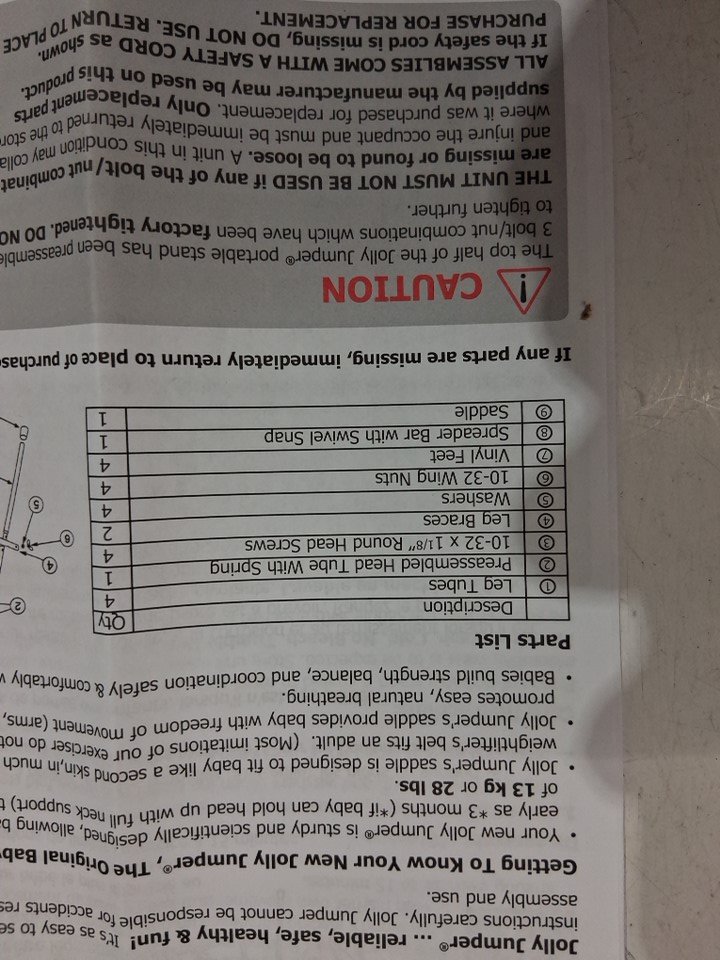 Jolly Jumper® ... reliable, safe, healthy & fun! It's as easy to
instructions carefully. Jolly Jumper cannot be responsible for accidents
assembly and use.
Getting To Know Your New Jolly Jumper®, The Original
• Your new Jolly Jumper® is sturdy and scientifically designed, allowing
early as *3 months (*if baby can hold head up with full neck support)
of 13 kg or 28 lbs.
• Jolly Jumper's saddle is designed to fit baby like a second skin, in much
weightlifter's belt fits an adult. (Most imitations of our exerciser do not
• Jolly Jumper's saddle provides baby with freedom of movement (arms,
promotes easy, natural breathing.
• Babies build strength, balance, and coordination safely & comfortably
Parts List
Description Qty
1 Leg Tubes 4
2 Preassembled Head Tube With Spring 1
3 10-32 x 11/8" Round Head Screws 4
4 Leg Braces 2
5 Washers 4
6 10-32 Wing Nuts 4
7 Vinyl Feet 4
8 Spreader Bar with Swivel Snap 1
9 Saddle 1
2
4
6
5
If any parts are missing, immediately return to place of
! CAUTION
The top half of the Jolly Jumper® portable stand has been
3 bolt/nut combinations which have been factory tightened. DO
to tighten further.
THE UNIT MUST NOT BE USED if any of the bolt/nut
are missing or found to be loose. A unit in this condition may
and injure the occupant and must be immediately returned to the
where it was purchased for replacement. Only replacement parts
supplied by the manufacturer may be used on this product.
ALL ASSEMBLIES COME WITH A SAFETY CORD as shown.
If the safety cord is missing, DO NOT USE. RETURN TO PLACE
PURCHASE FOR REPLACEMENT.